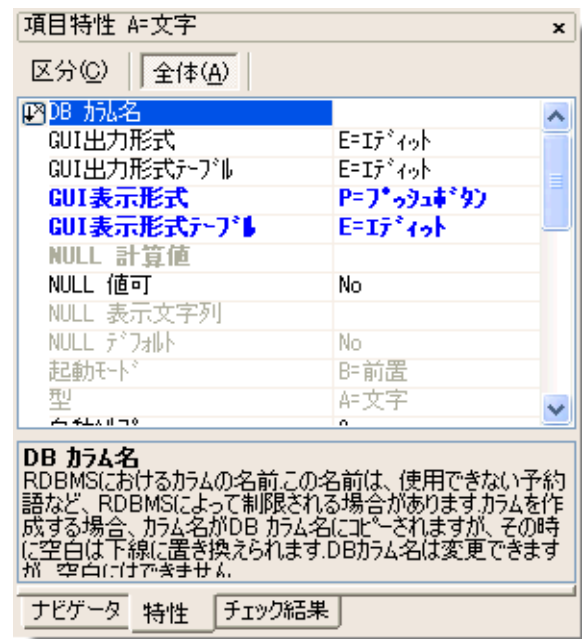 項目特性 A=文字
区分(C) 全体(A)
DB ｶﾗﾑ名
GUI出力形式 E=ｴﾃﾞｨｯﾄ
GUI出力形式ﾃｰﾌﾞﾙ E=ｴﾃﾞｨｯﾄ
GUI表示形式 P=ﾌﾟｯｼｭﾎﾞﾀﾝ
GUI表示形式ﾃｰﾌﾞﾙ E=ｴﾃﾞｨｯﾄ
NULL 計算値
NULL 値可 No
NULL 表示文字列
NULL ﾃﾞﾌｫﾙﾄ No
起動ﾓｰﾄﾞ B=前置
型 A=文字
DB ｶﾗﾑ名
RDBMSにおけるｶﾗﾑの名前.この名前は、使用できない予約
語など、RDBMSによって制限される場合があります.ｶﾗﾑを作
成する場合、ｶﾗﾑ名がDB ｶﾗﾑ名にｺﾋﾟｰされますが、その時
に空白は下線に置き換えられます.DBｶﾗﾑ名は変更できます
が、空白にはできません
ナビゲータ 特性 チェック結果